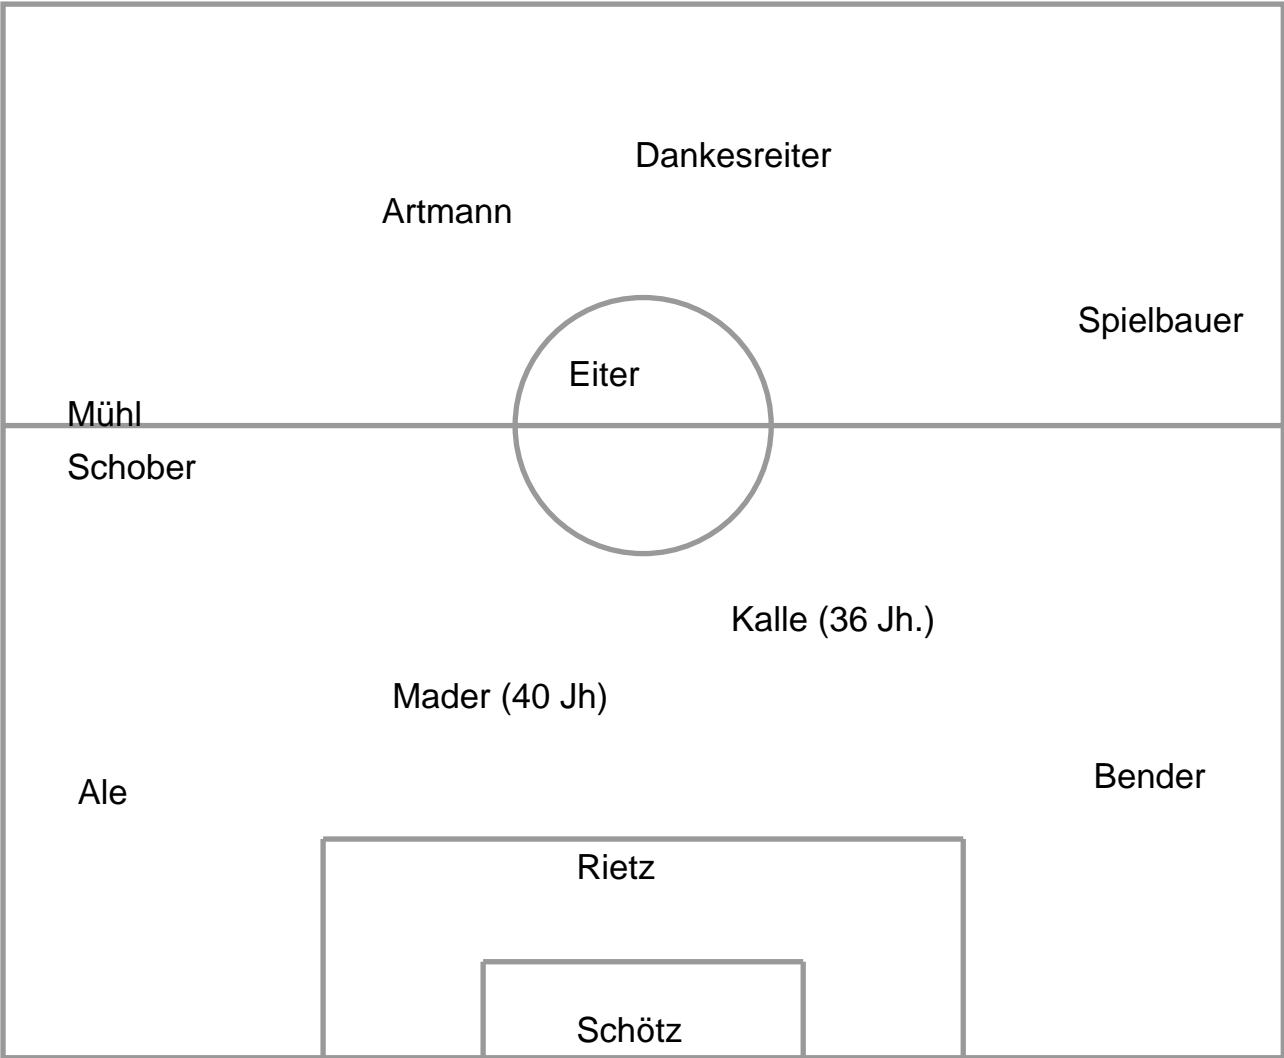 Dankesreiter
Artmann
Spielbauer
Eiter
Mühl
Schober
Kalle (36 Jh.)
Mader (40 Jh)
Bender
Ale
Rietz
Schötz